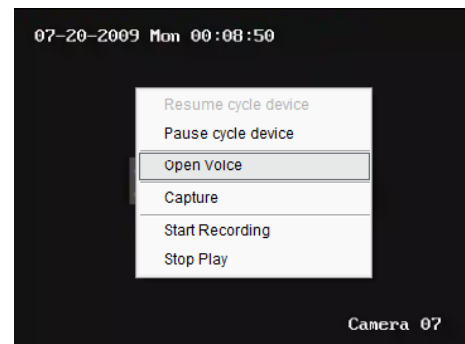 07-20-2009 Mon 00:08:50
Resume cycle device
Pause cycle device
Open Voice
Capture
Start Recording
Stop Play
Camera 07